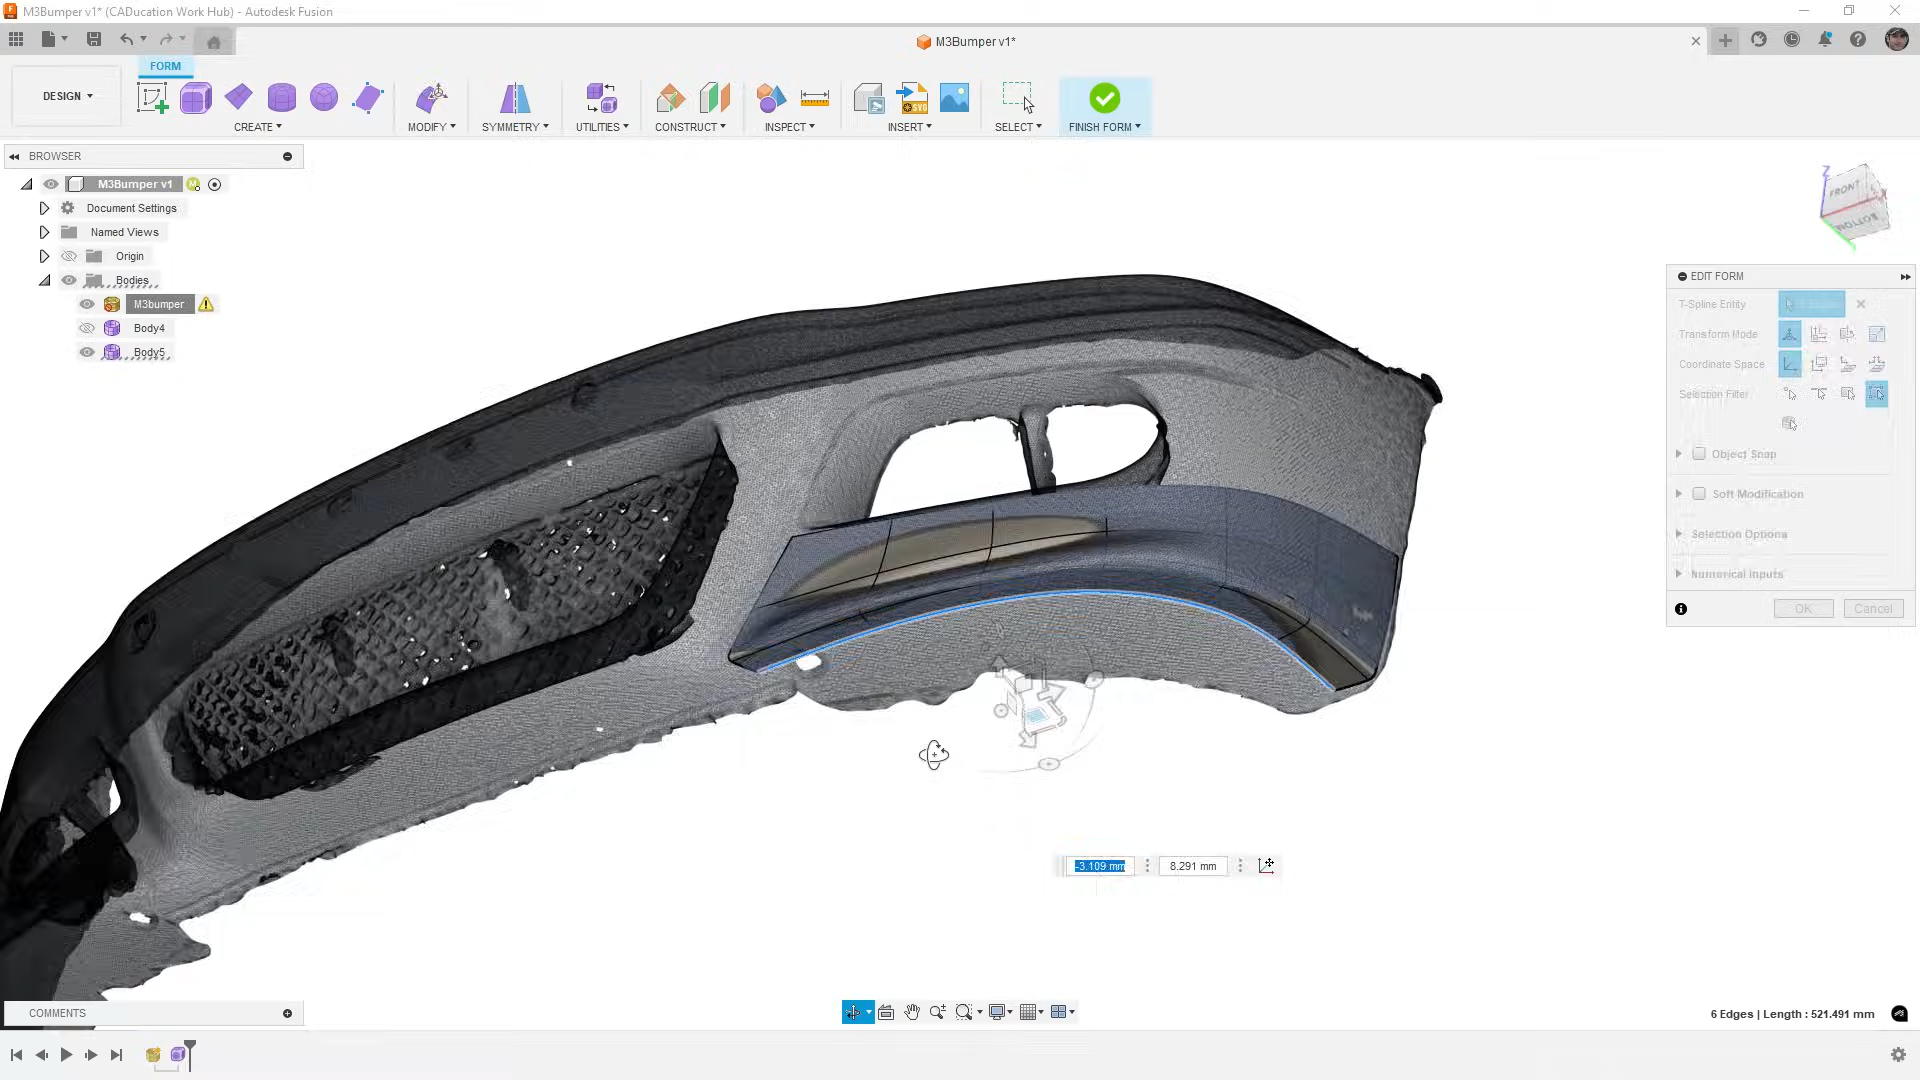 M3Bumper v1* (CADucation Work Hub) - Autodesk Fusion
M3Bumper v1*
FORM
DESIGN
CREATE
MODIFY
SYMMETRY
UTILITIES
CONSTRUCT
INSPECT
INSERT
SELECT
FINISH FORM
BROWSER
M3Bumper v1
Document Settings
Named Views
Origin
Bodies
M3bumper
Body4
Body5
Z
FRONT
BOTTOM
EDIT FORM
T-Spline Entity
Transform Mode
Coordinate Space
Selection Filter
Object Snap
Soft Modification
Selection Options
Numerical Inputs
OK
Cancel
-3.109 mm
8.291 mm
COMMENTS
6 Edges | Length : 521.491 mm